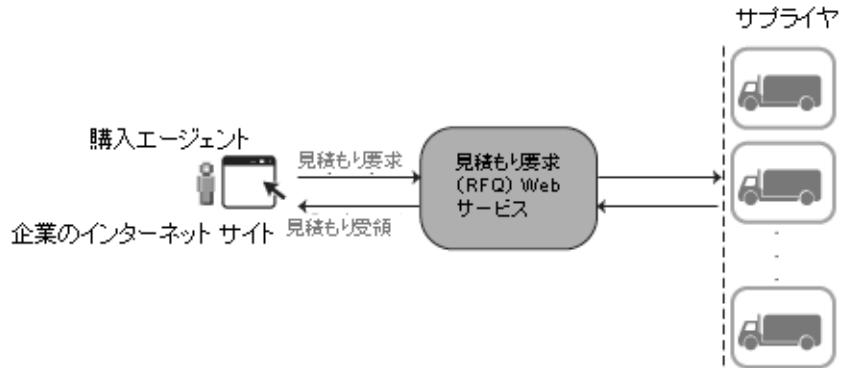 サプライヤ
購入エージェント
見積もり要求
見積もり要求
(RFQ) Web
サービス
企業のインターネット サイト
見積もり受領